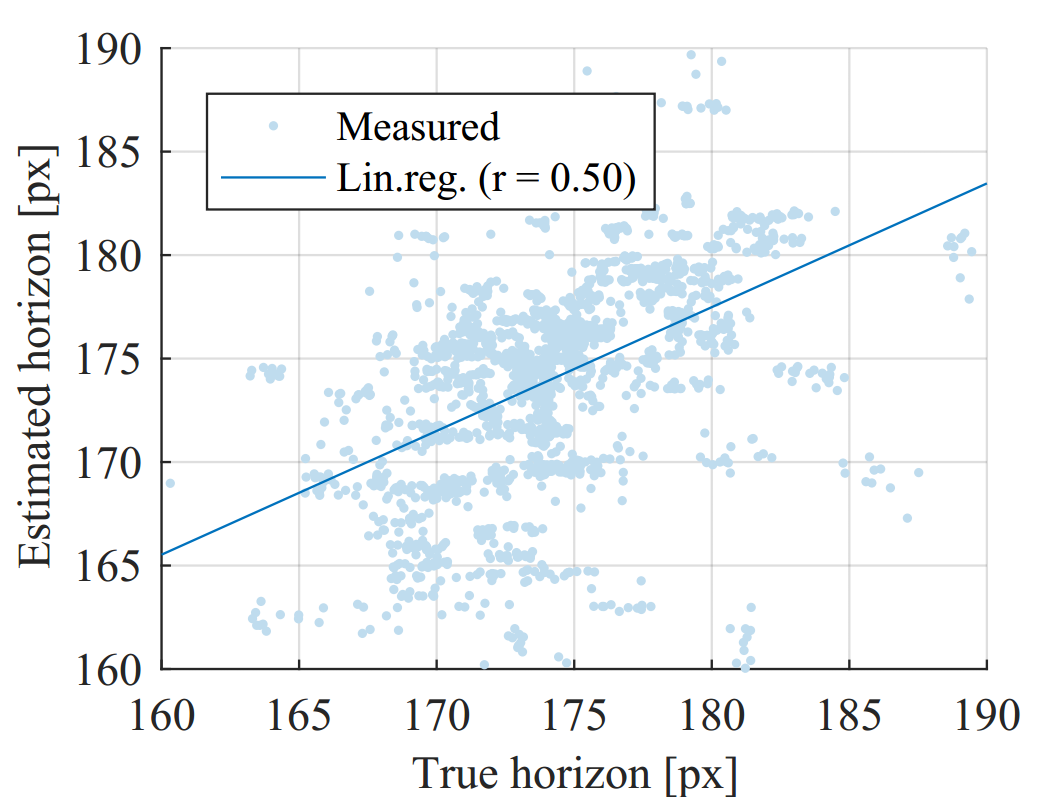 190
185
180
175
170
165
160
Estimated horizon [px]
Measured
Lin.reg. (r = 0.50)
160 165 170 175 180 185 190
True horizon [px]